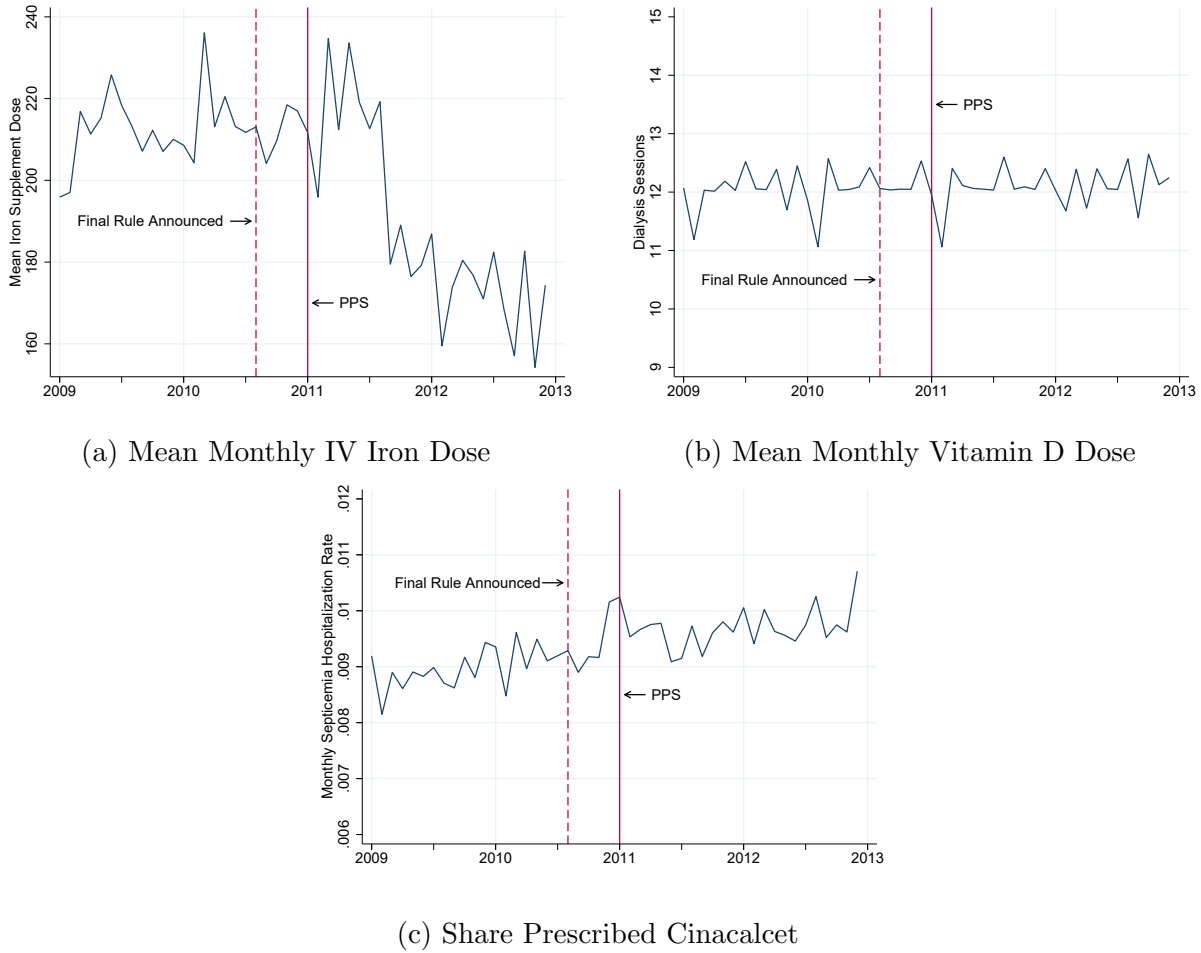 240
220
200
180
160
Mean Iron Supplement Dose
Final Rule Announced
PPS
2009
2010
2011
2012
2013
(a) Mean Monthly IV Iron Dose
15
14
13
12
11
10
9
Dialysis Sessions
PPS
Final Rule Announced
2009
2010
2011
2012
2013
(b) Mean Monthly Vitamin D Dose
.012
.011
.01
.009
.008
.007
.006
Monthly Septicemia Hospitalization Rate
Final Rule Announced
PPS
2009
2010
2011
2012
2013
(c) Share Prescribed Cinacalcet